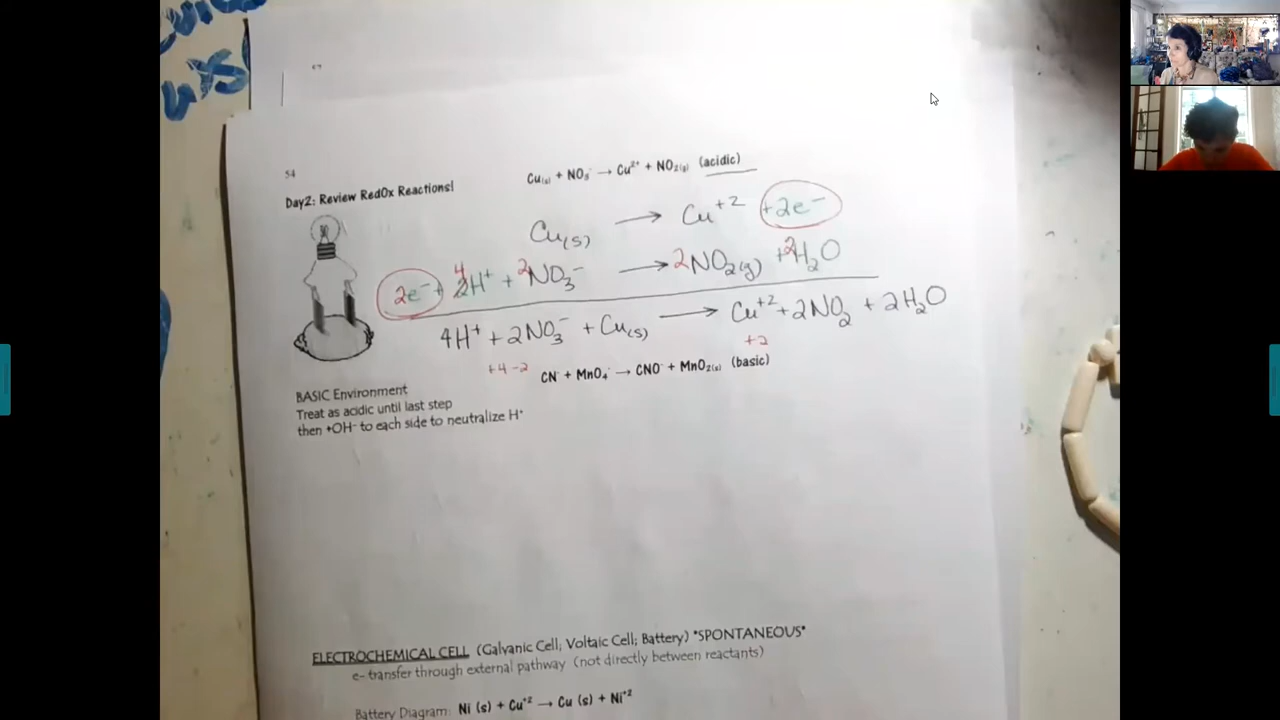 54
Day2: Review RedOx Reactions!
Cu₍ₛ₎ + NO₃⁻ → Cu²⁺ + NO₂₍g₎ (acidic)
Cu(s) → Cu⁺² +2e⁻
2e⁻ + 4H⁺ + 2NO₃⁻ → 2NO₂(g) + 2H₂O
4H⁺ + 2NO₃⁻ + Cu(s) → Cu⁺² + 2NO₂ + 2H₂O
+4 -2 +2
CN⁻ + MnO₄⁻ → CNO⁻ + MnO₂₍ₛ₎ (basic)
BASIC Environment
Treat as acidic until last step
then +OH⁻ to each side to neutralize H⁺
ELECTROCHEMICAL CELL (Galvanic Cell; Voltaic Cell; Battery) *SPONTANEOUS*
e- transfer through external pathway (not directly between reactants)
Battery Diagram: Ni (s) + Cu⁺² → Cu (s) + Ni⁺²